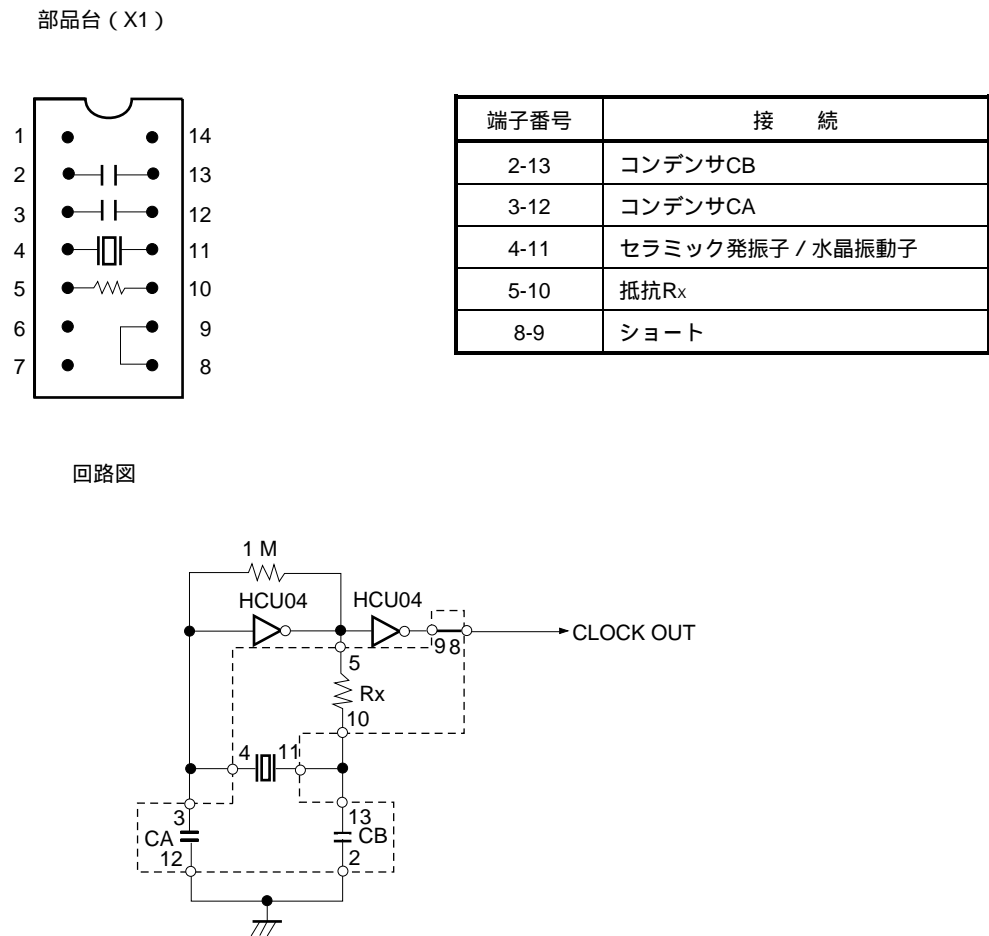 部品台（X1）
1 14
2 13
3 12
4 11
5 10
6 9
7 8
端子番号 接 続
2-13 コンデンサCB
3-12 コンデンサCA
4-11 セラミック発振子／水晶振動子
5-10 抵抗Rx
8-9 ショート
回路図
1 M
HCU04 HCU04
9 8 CLOCK OUT
5
Rx
10
4 11
3 13
CA CB
12 2